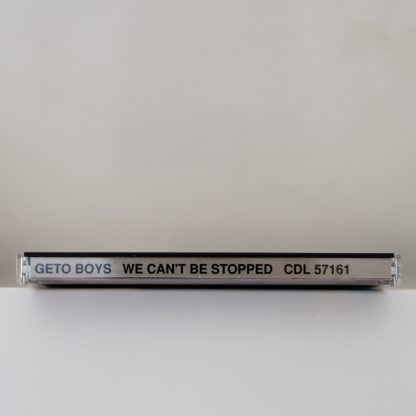 GETO BOYS WE CAN'T BE STOPPED CDL 57161